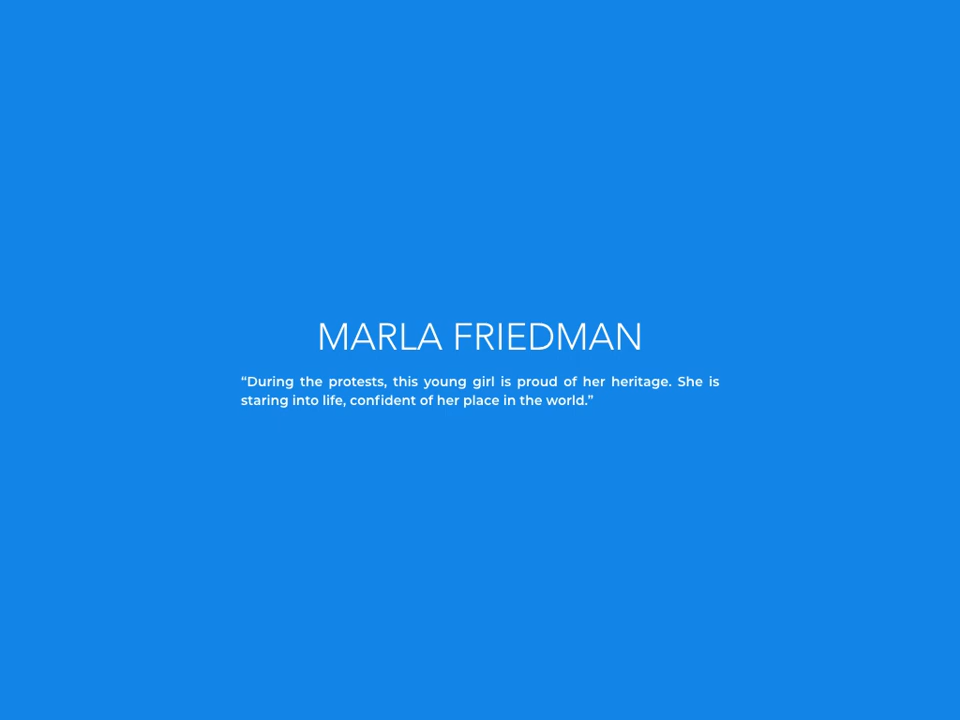 MARLA FRIEDMAN
“During the protests, this young girl is proud of her heritage. She is
staring into life, confident of her place in the world.”